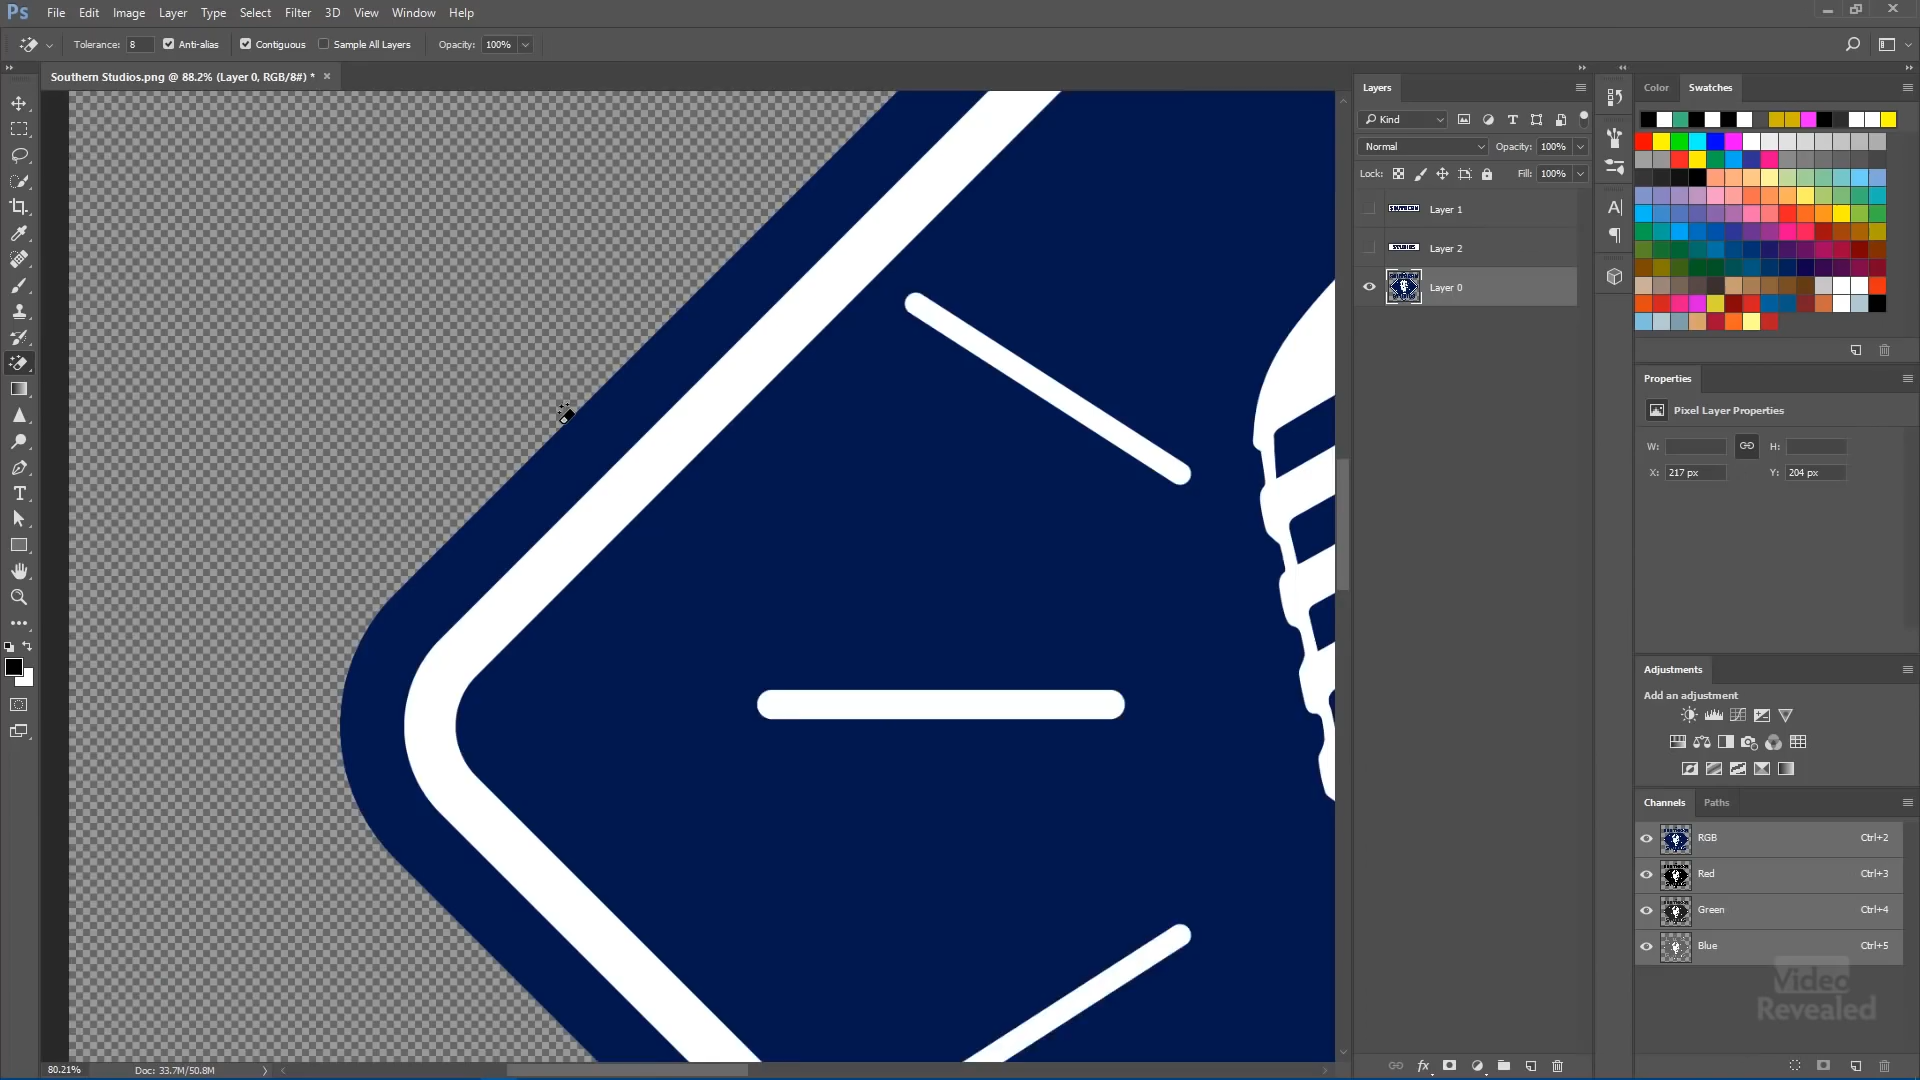 Ps File Edit Image Layer Type Select Filter 3D View Window Help
Tolerance: 8 Anti-alias Contiguous Sample All Layers Opacity: 100%
Southern Studios.png @ 88.2% (Layer 0, RGB/8#) * ×
Layers
Kind
Normal Opacity: 100%
Lock: Fill: 100%
SOUTHERN Layer 1
STUDIOS Layer 2
Layer 0
Color Swatches
Properties
Pixel Layer Properties
W: H:
X: 217 px Y: 204 px
Adjustments
Add an adjustment
Channels Paths
RGB Ctrl+2
Red Ctrl+3
Green Ctrl+4
Blue Ctrl+5
Video
Revealed
80.21% Doc: 33.7M/50.8M
fx